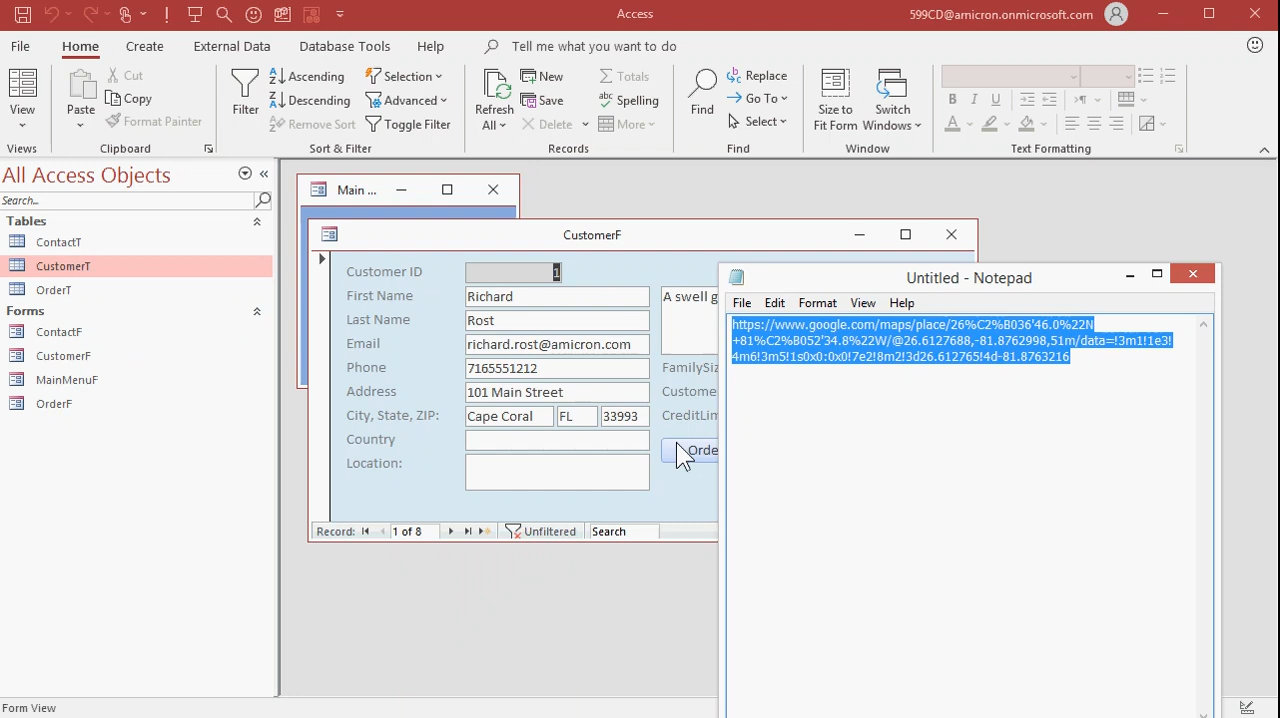 Access
599CD@amicron.onmicrosoft.com
File Home Create External Data Database Tools Help Tell me what you want to do
View
Views
Paste
Cut
Copy
Format Painter
Clipboard
Filter
Ascending
Descending
Remove Sort
Selection
Advanced
Toggle Filter
Sort & Filter
Refresh All
New
Save
Delete
Totals
Spelling
More
Records
Find
Replace
Go To
Select
Find
Size to Fit Form
Switch Windows
Window
B I U
A A
Text Formatting
All Access Objects
Search...
Tables
ContactT
CustomerT
OrderT
Forms
ContactF
CustomerF
MainMenuF
OrderF
Main ...
CustomerF
Customer ID 1
First Name Richard
Last Name Rost
Email richard.rost@amicron.com
Phone 7165551212
Address 101 Main Street
City, State, ZIP: Cape Coral FL 33993
Country
Location:
A swell g
FamilySiz
Custome
CreditLim
Orde
Record: 1 of 8 Unfiltered Search
Untitled - Notepad
File Edit Format View Help
https://www.google.com/maps/place/26%C2%B036'46.0%22N
+81%C2%B052'34.8%22W/@26.6127688,-81.8762998,51m/data=!3m1!1e3!
4m6!3m5!1s0x0:0x0!7e2!8m2!3d26.612765!4d-81.8763216
Form View